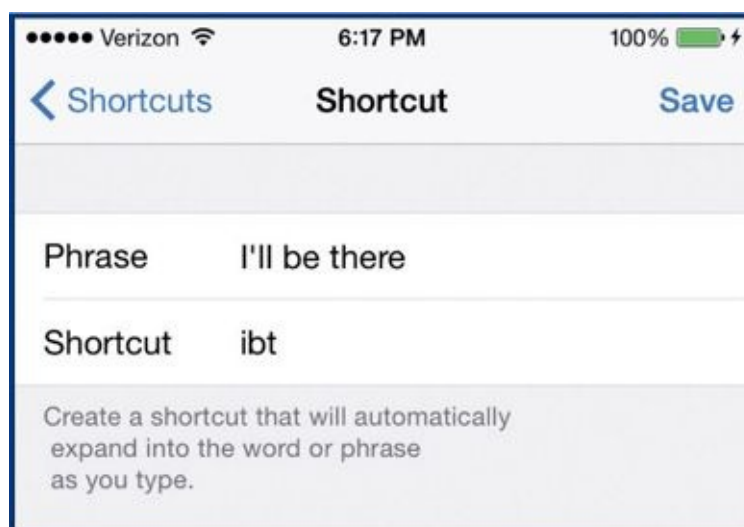 Verizon 6:17 PM 100%
Shortcuts Shortcut Save
Phrase I'll be there
Shortcut ibt
Create a shortcut that will automatically
expand into the word or phrase
as you type.